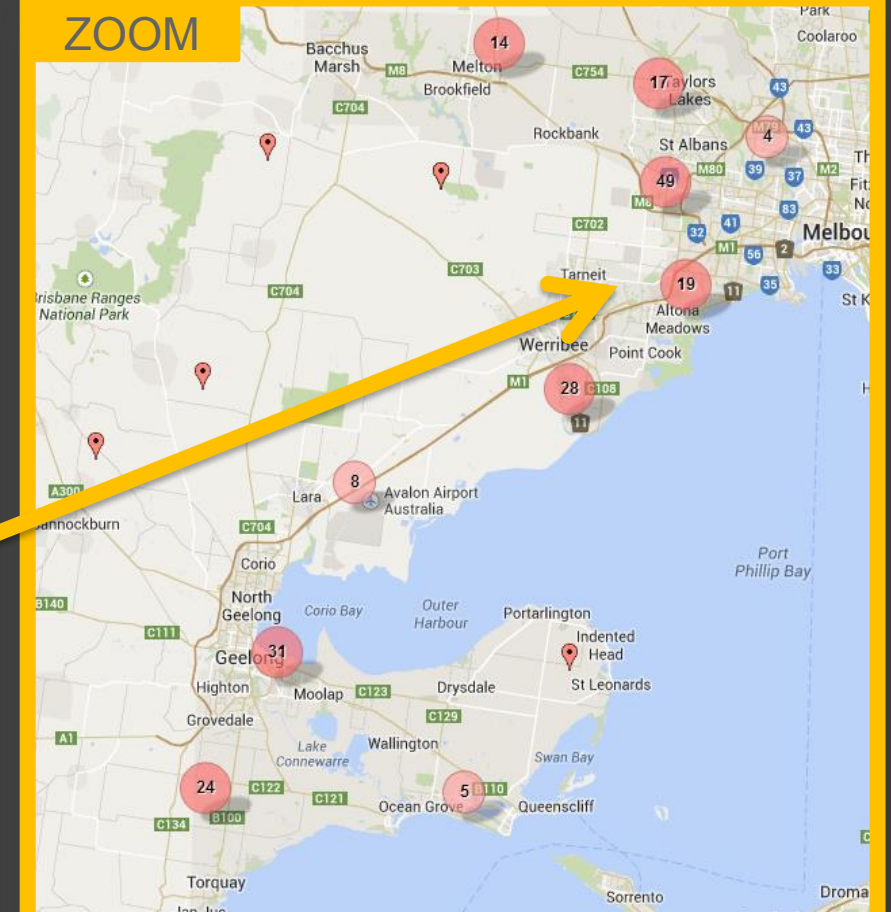 ZOOM
Park
Coolaroo
14
Bacchus
Marsh
M8
Melton
Brookfield
C754
17
Taylors
Lakes
43
C704
Rockbank
4
43
St Albans
M80
39
37
M2
49
83
C702
32
41
Melbou
M1
56
2
C703
Tarneit
33
C704
19
11
35
St K
Brisbane Ranges
National Park
Altona
Meadows
Werribee
Point Cook
M1
28
C108
11
8
Avalon Airport
Australia
Lara
A300
annockburn
C704
Corio
Port
Phillip Bay
North
Geelong
Corio Bay
Outer
Harbour
Portarlington
B140
C111
Indented
Head
31
Geelong
Highton
Moolap
C123
Drysdale
St Leonards
Grovedale
C129
A1
Lake
Connewarre
Wallington
Swan Bay
24
C122
C121
5
B110
Ocean Grove
Queenscliff
C134
B100
Torquay
Sorrento
Droma